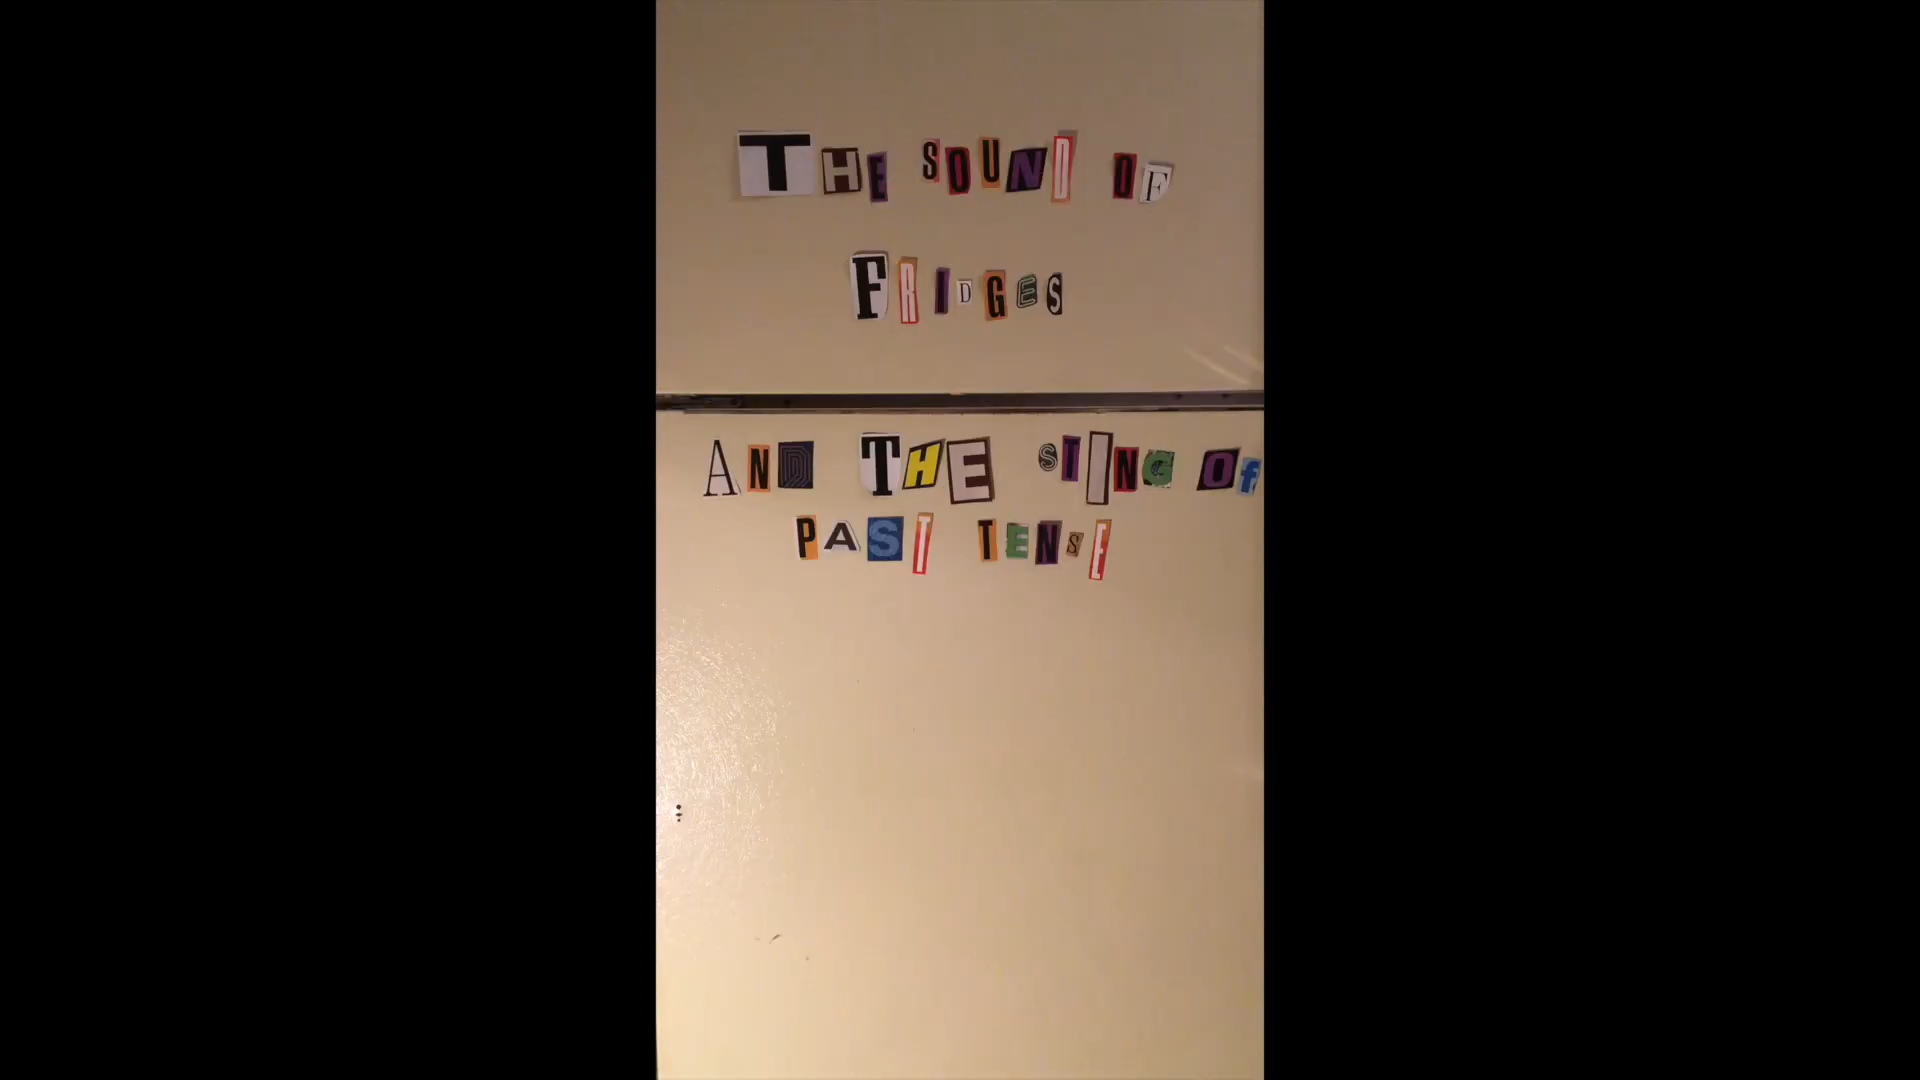 THE SOUND OF
FRIDGES
AND THE STING Of
PAST TENSE